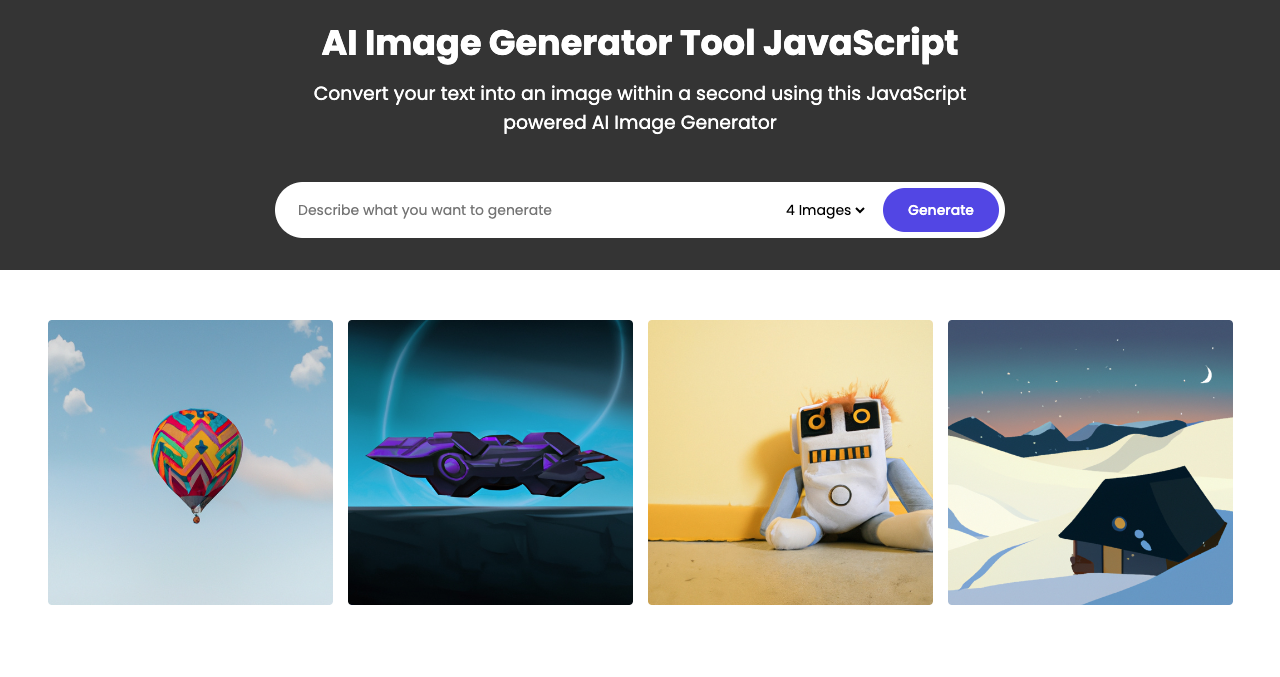 AI Image Generator Tool JavaScript
Convert your text into an image within a second using this JavaScript
powered AI Image Generator
Describe what you want to generate 4 Images Generate